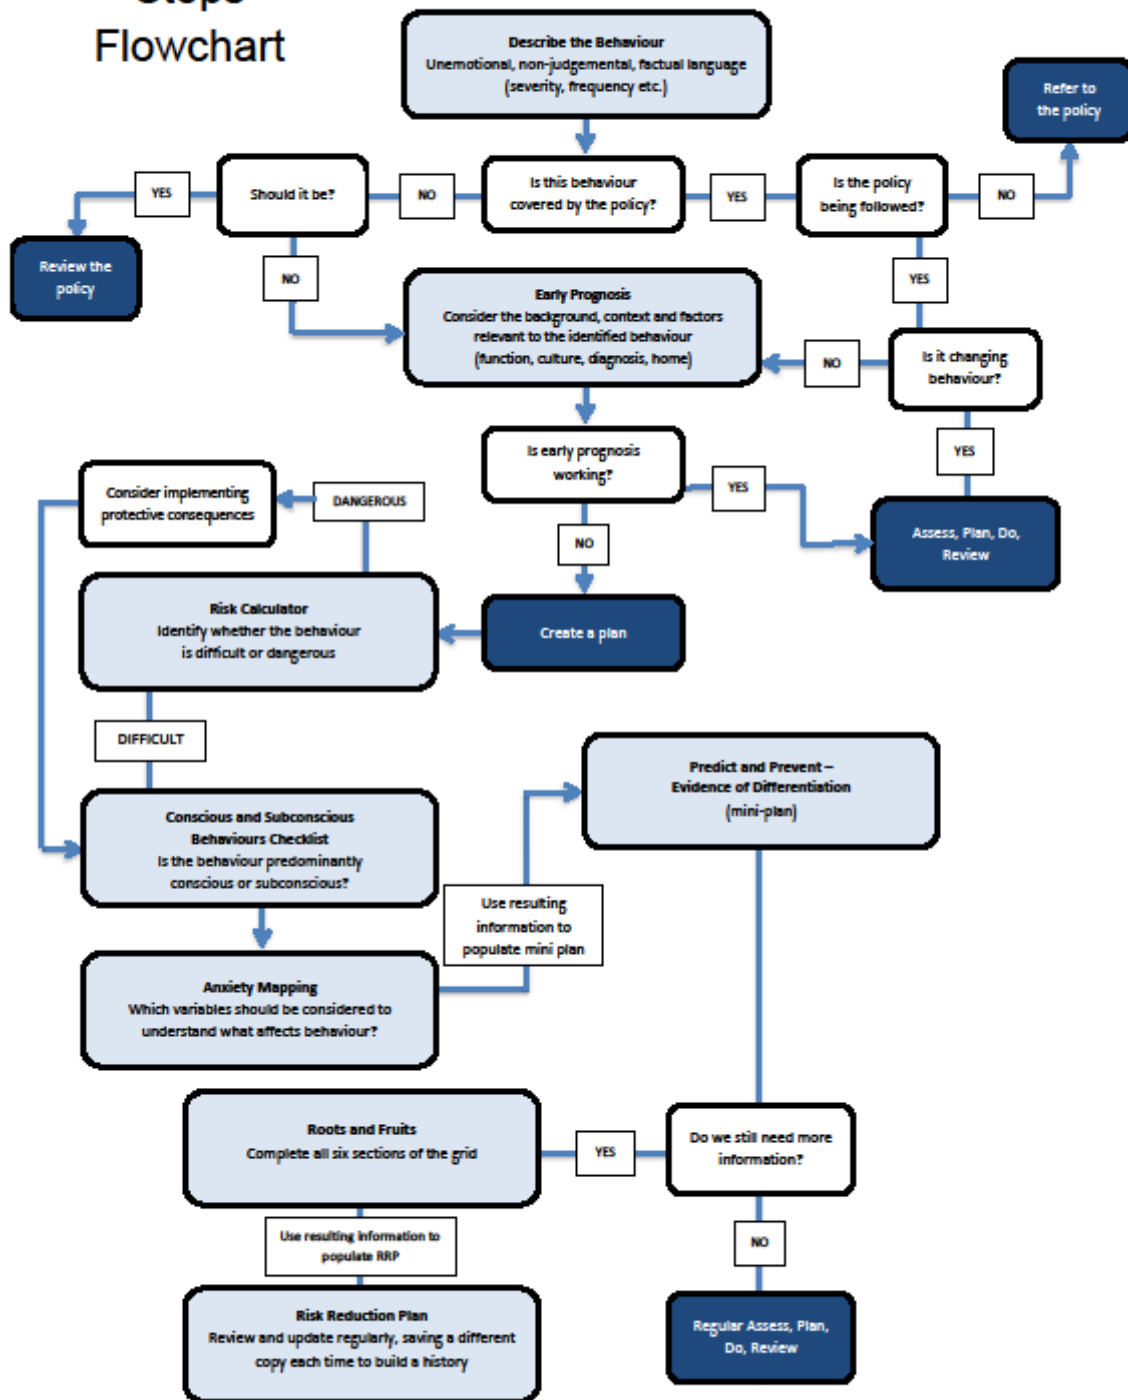 Steps
Flowchart
Describe the Behaviour
Unemotional, non-judgemental, factual language
(severity, frequency etc.)
Refer to
the policy
YES
Should it be?
NO
Is this behaviour
covered by the policy?
YES
Is the policy
being followed?
NO
Review the
policy
NO
Early Prognosis
Consider the background, context and factors
relevant to the identified behaviour
(function, culture, diagnosis, home)
YES
NO
Is it changing
behaviour?
Is early prognosis
working?
YES
YES
Consider implementing
protective consequences
DANGEROUS
NO
Assess, Plan, Do,
Review
Risk Calculator
Identify whether the behaviour
is difficult or dangerous
Create a plan
DIFFICULT
Predict and Prevent –
Evidence of Differentiation
(mini-plan)
Conscious and Subconscious
Behaviours Checklist
Is the behaviour predominantly
conscious or subconscious?
Use resulting
information to
populate mini plan
Anxiety Mapping
Which variables should be considered to
understand what affects behaviour?
Roots and Fruits
Complete all six sections of the grid
YES
Do we still need more
information?
Use resulting information to
populate RRP
NO
Risk Reduction Plan
Review and update regularly, saving a different
copy each time to build a history
Regular Assess, Plan,
Do, Review